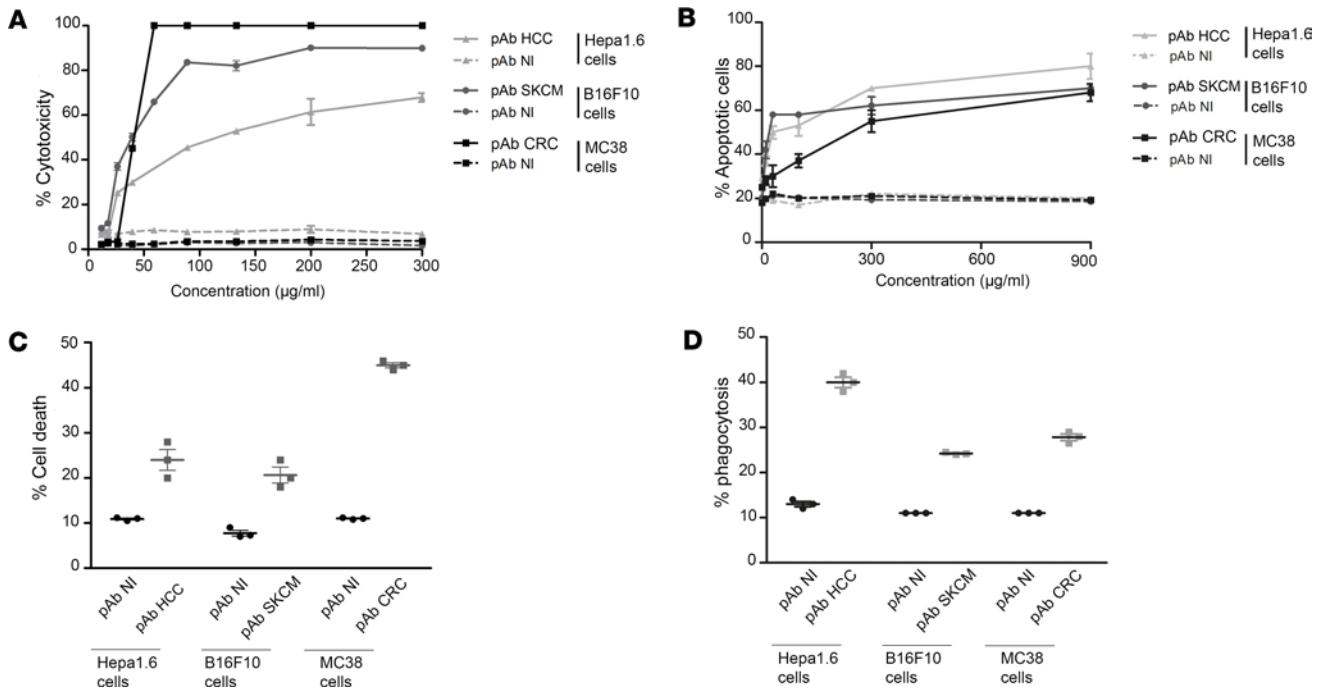 A
% Cytotoxicity
100
80
60
40
20
0
0
50
100
150
200
250
300
Concentration (µg/ml)
pAb HCC
pAb NI
Hepa1.6
cells
pAb SKCM
pAb NI
B16F10
cells
pAb CRC
pAb NI
MC38
cells
B
% Apoptotic cells
100
80
60
40
20
0
0
300
600
900
Concentration (µg/ml)
pAb HCC
pAb NI
Hepa1.6
cells
pAb SKCM
pAb NI
B16F10
cells
pAb CRC
pAb NI
MC38
cells
C
% Cell death
50
40
30
20
10
0
pAb NI
pAb HCC
pAb NI
pAb SKCM
pAb NI
pAb CRC
Hepa1.6
cells
B16F10
cells
MC38
cells
D
% phagocytosis
50
40
30
20
10
0
pAb NI
pAb HCC
pAb NI
pAb SKCM
pAb NI
pAb CRC
Hepa1.6
cells
B16F10
cells
MC38
cells